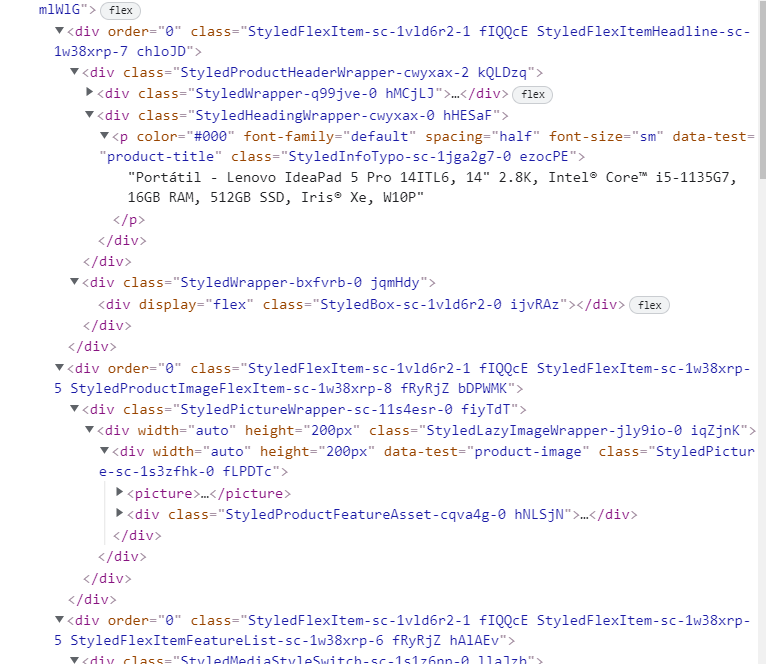 mlWlG"> flex
▼<div order="0" class="StyledFlexItem-sc-1vld6r2-1 fIQQcE StyledFlexItemHeadline-sc-
1w38xrp-7 chloJD">
▼<div class="StyledProductHeaderWrapper-cwyxax-2 kQLDzq">
▶<div class="StyledWrapper-q99jve-0 hMCjLJ">…</div> flex
▼<div class="StyledHeadingWrapper-cwyxax-0 hHESaF">
▼<p color="#000" font-family="default" spacing="half" font-size="sm" data-test=
"product-title" class="StyledInfoTypo-sc-1jga2g7-0 ezocPE">
"Portátil - Lenovo IdeaPad 5 Pro 14ITL6, 14" 2.8K, Intel® Core™ i5-1135G7,
16GB RAM, 512GB SSD, Iris® Xe, W10P"
</p>
</div>
</div>
▼<div class="StyledWrapper-bxfvrb-0 jqmHdy">
<div display="flex" class="StyledBox-sc-1vld6r2-0 ijvRAz"></div> flex
</div>
</div>
▼<div order="0" class="StyledFlexItem-sc-1vld6r2-1 fIQQcE StyledFlexItem-sc-1w38xrp-
5 StyledProductImageFlexItem-sc-1w38xrp-8 fRyRjZ bDPWMK">
▼<div class="StyledPictureWrapper-sc-11s4esr-0 fiyTdT">
▼<div width="auto" height="200px" class="StyledLazyImageWrapper-jly9io-0 iqZjnK">
▼<div width="auto" height="200px" data-test="product-image" class="StyledPictur
e-sc-1s3zfhk-0 fLPDTc">
▶<picture>…</picture>
▶<div class="StyledProductFeatureAsset-cqva4g-0 hNLSjN">…</div>
</div>
</div>
</div>
</div>
▼<div order="0" class="StyledFlexItem-sc-1vld6r2-1 fIQQcE StyledFlexItem-sc-1w38xrp-
5 StyledFlexItemFeatureList-sc-1w38xrp-6 fRyRjZ hAlAEv">
▼<div class="StyledMediaStyleSwitch-sc-1s1z6np-0 llaJzh">